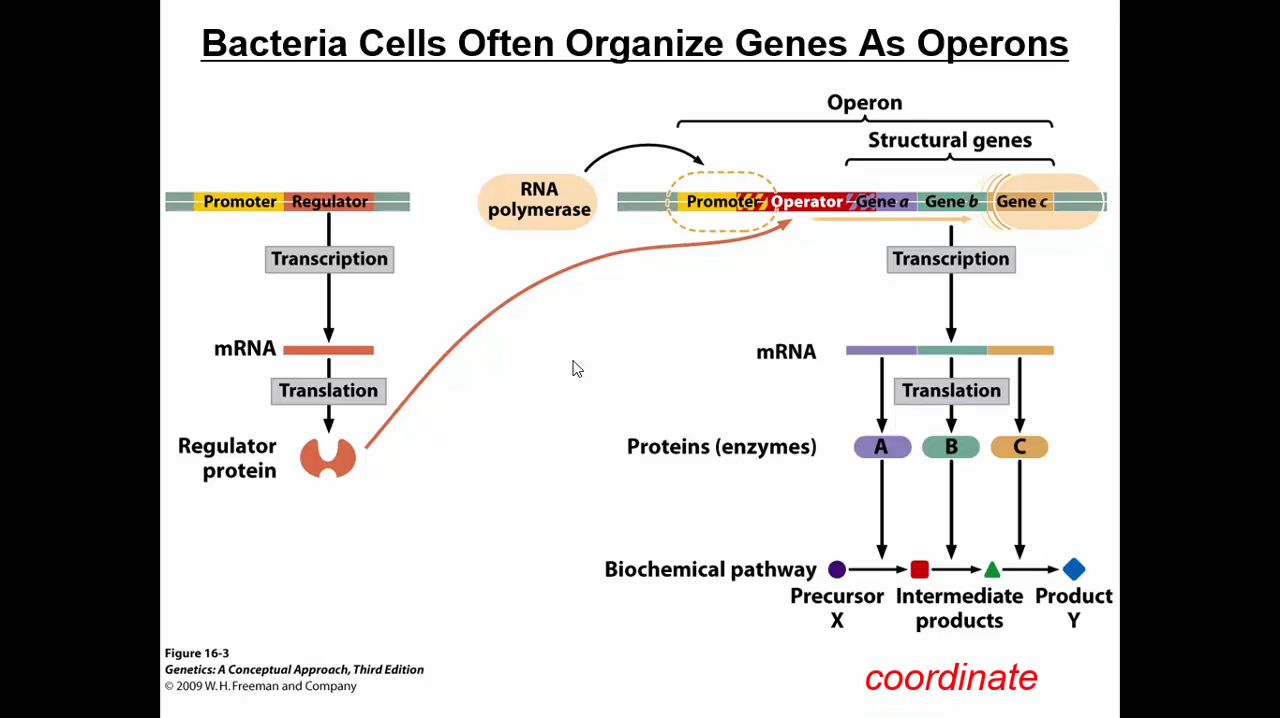 Bacteria Cells Often Organize Genes As Operons
Operon
Structural genes
RNA
polymerase
Promoter Regulator
Promoter Operator Gene a Gene b Gene c
Transcription
Transcription
mRNA
mRNA
Translation
Translation
Regulator
protein
Proteins (enzymes) A B C
Biochemical pathway
Precursor Intermediate Product
X products Y
Figure 16-3
Genetics: A Conceptual Approach, Third Edition
© 2009 W. H. Freeman and Company
coordinate